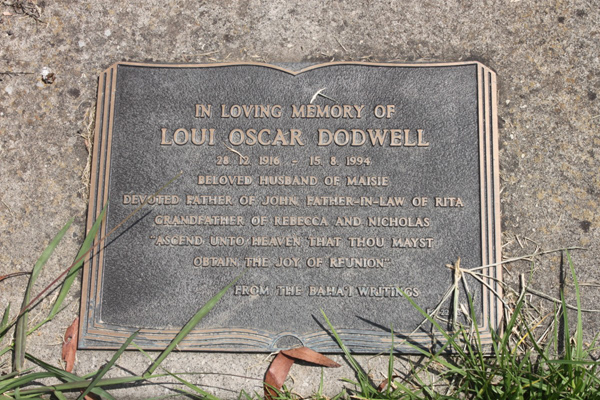 IN LOVING MEMORY OF
LOUI OSCAR DODWELL
28 . 12 . 1916 - 15 . 8 . 1994
BELOVED HUSBAND OF MAISIE
DEVOTED FATHER OF JOHN, FATHER-IN-LAW OF RITA
GRANDFATHER OF REBECCA AND NICHOLAS
"ASCEND UNTO HEAVEN THAT THOU MAYST
OBTAIN THE JOY OF REUNION"
FROM THE BAHA'I WRITINGS